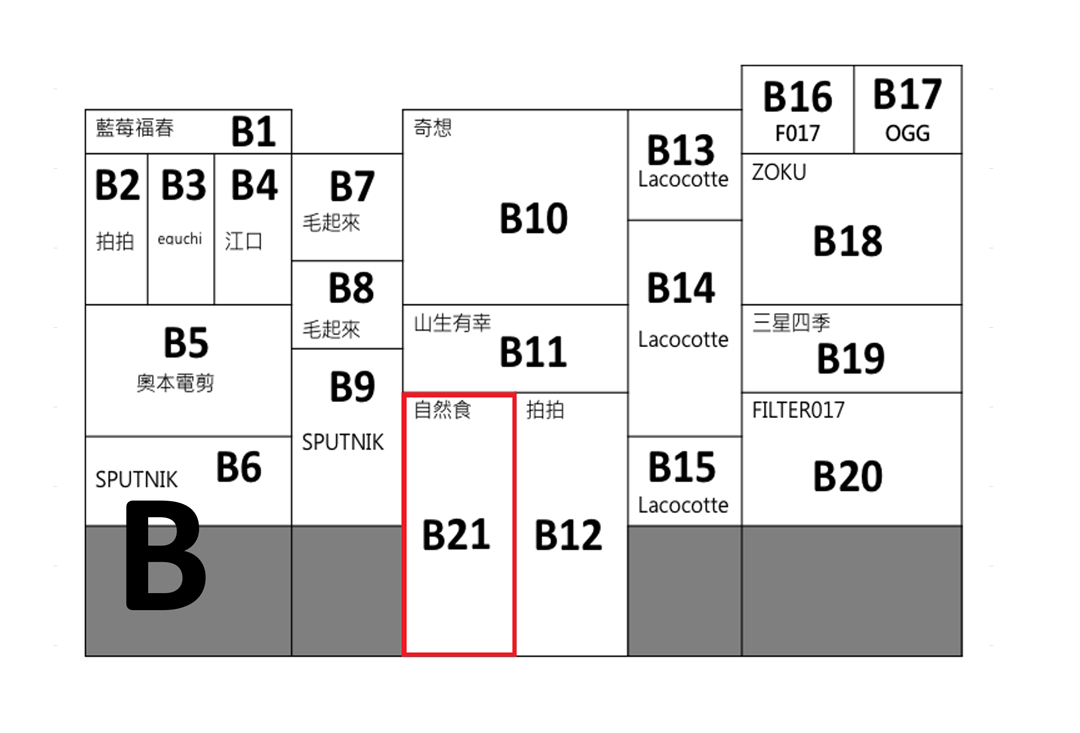 藍莓福春 B1
B2
拍拍
B3
eguchi
B4
江口
B5
奧本電剪
B6
SPUTNIK
B
B7
毛起來
B8
毛起來
B9
SPUTNIK
奇想
B10
山生有幸
B11
自然食
B21
拍拍
B12
B13
Lacocotte
B14
Lacocotte
B15
Lacocotte
B16
F017
B17
OGG
ZOKU
B18
三星四季
B19
FILTER017
B20